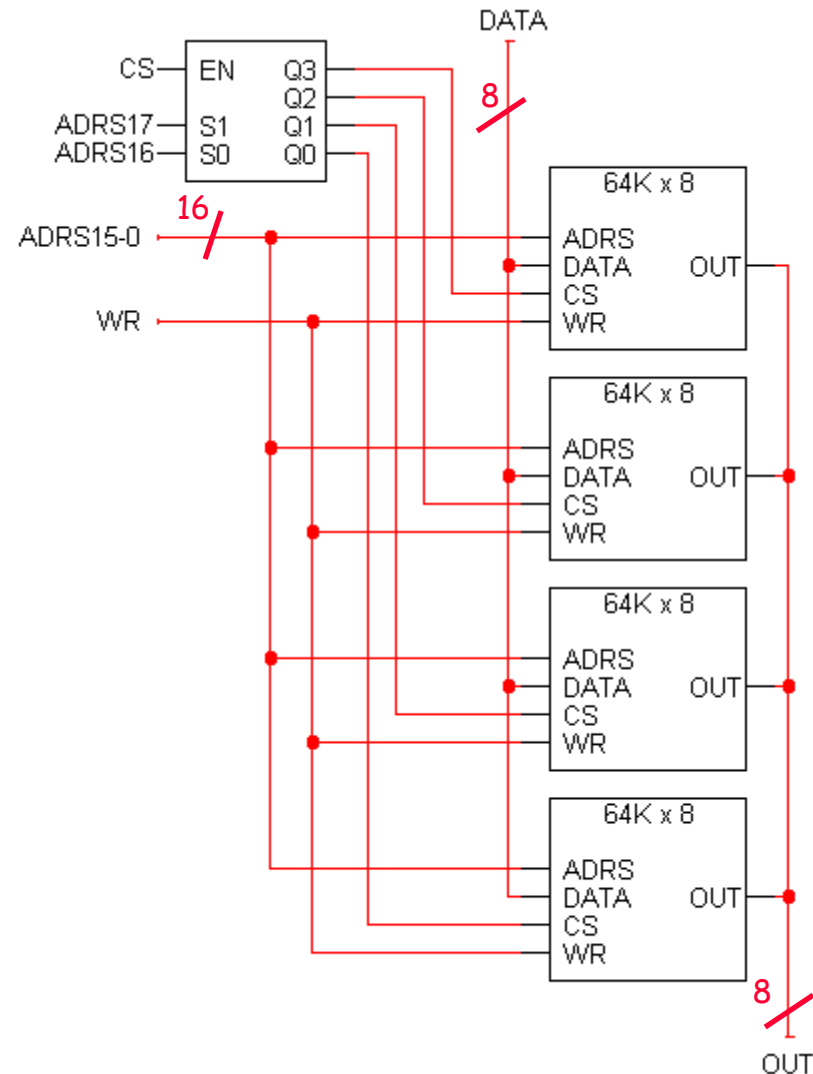 DATA
CS EN Q3
8
Q2
ADRS17 S1 Q1
ADRS16 S0 Q0
64K x 8
16
ADRS15-0 ADRS
DATA OUT
CS
WR WR
64K x 8
ADRS
DATA OUT
CS
WR
64K x 8
ADRS
DATA OUT
CS
WR
64K x 8
ADRS
DATA OUT
CS
WR
8
OUT